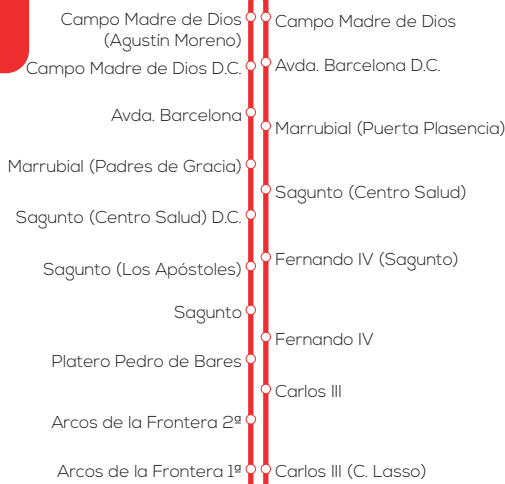 Campo Madre de Dios
(Agustín Moreno)
Campo Madre de Dios D.C.
Avda. Barcelona
Marrubial (Padres de Gracia)
Sagunto (Centro Salud) D.C.
Sagunto (Los Apóstoles)
Sagunto
Platero Pedro de Bares
Arcos de la Frontera 2ª
Arcos de la Frontera 1ª
Campo Madre de Dios
Avda. Barcelona D.C.
Marrubial (Puerta Plasencia)
Sagunto (Centro Salud)
Fernando IV (Sagunto)
Fernando IV
Carlos III
Carlos III (C. Lasso)